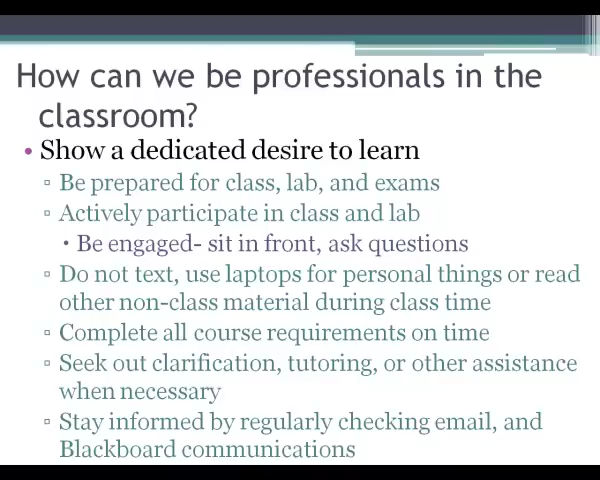 How can we be professionals in the
classroom?
• Show a dedicated desire to learn
▫ Be prepared for class, lab, and exams
▫ Actively participate in class and lab
▪ Be engaged- sit in front, ask questions
▫ Do not text, use laptops for personal things or read
other non-class material during class time
▫ Complete all course requirements on time
▫ Seek out clarification, tutoring, or other assistance
when necessary
▫ Stay informed by regularly checking email, and
Blackboard communications